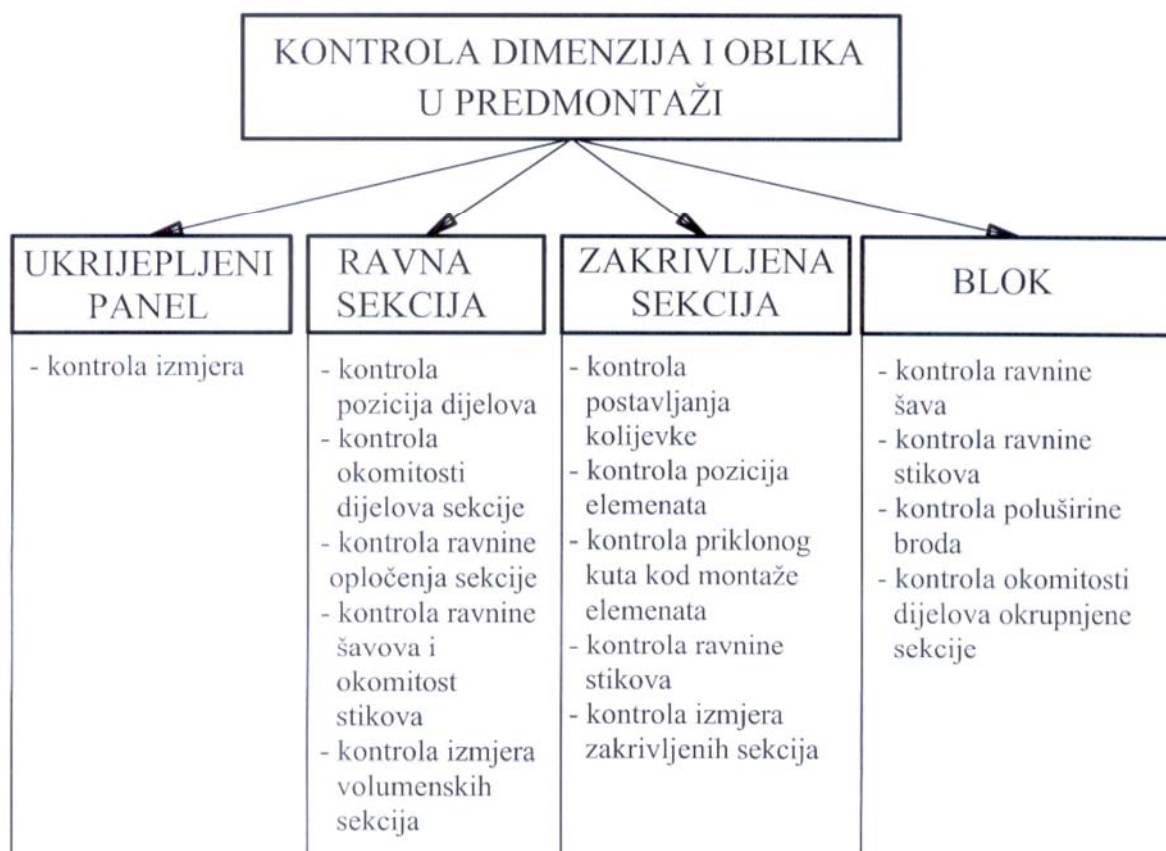 KONTROLA DIMENZIJA I OBLIKA
U PREDMONTAŽI
UKRIJEPLJENI
PANEL
- kontrola izmjera
RAVNA
SEKCIJA
- kontrola
pozicija dijelova
- kontrola
okomitosti
dijelova sekcije
- kontrola ravnine
opločenja sekcije
- kontrola ravnine
šavova i
okomitost
stikova
- kontrola izmjera
volumenskih
sekcija
ZAKRIVLJENA
SEKCIJA
- kontrola
postavljanja
kolijevke
- kontrola pozicija
elemenata
- kontrola priklonog
kuta kod montaže
elemenata
- kontrola ravnine
stikova
- kontrola izmjera
zakrivljenih sekcija
BLOK
- kontrola ravnine
šava
- kontrola ravnine
stikova
- kontrola poluširine
broda
- kontrola okomitosti
dijelova okrupnjene
sekcije